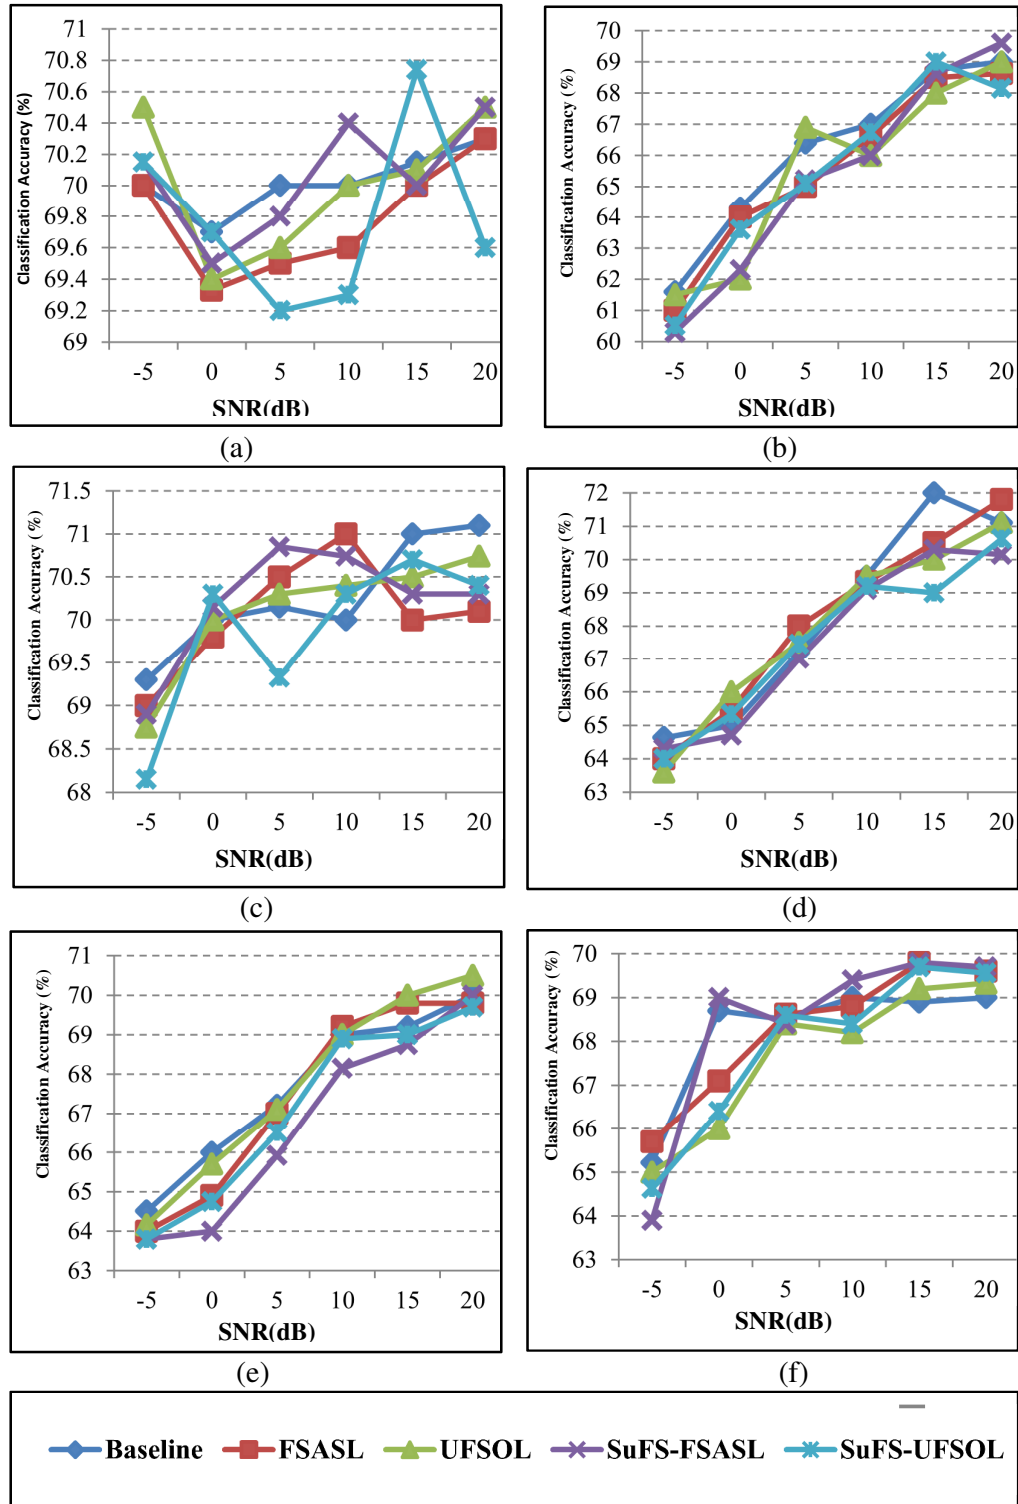 71
70.8
70.6
70.4
70.2
70
69.8
69.6
69.4
69.2
69
-5 0 5 10 15 20
Classification Accuracy (%)
SNR(dB)
(a)
70
69
68
67
66
65
64
63
62
61
60
-5 0 5 10 15 20
Classification Accuracy (%)
SNR(dB)
(b)
71.5
71
70.5
70
69.5
69
68.5
68
-5 0 5 10 15 20
Classification Accuracy (%)
SNR(dB)
(c)
72
71
70
69
68
67
66
65
64
63
-5 0 5 10 15 20
Classification Accuracy (%)
SNR(dB)
(d)
71
70
69
68
67
66
65
64
63
-5 0 5 10 15 20
Classification Accuracy (%)
SNR(dB)
(e)
70
69
68
67
66
65
64
63
-5 0 5 10 15 20
Classification Accuracy (%)
SNR(dB)
(f)
Baseline FSASL UFSOL SuFS-FSASL SuFS-UFSOL